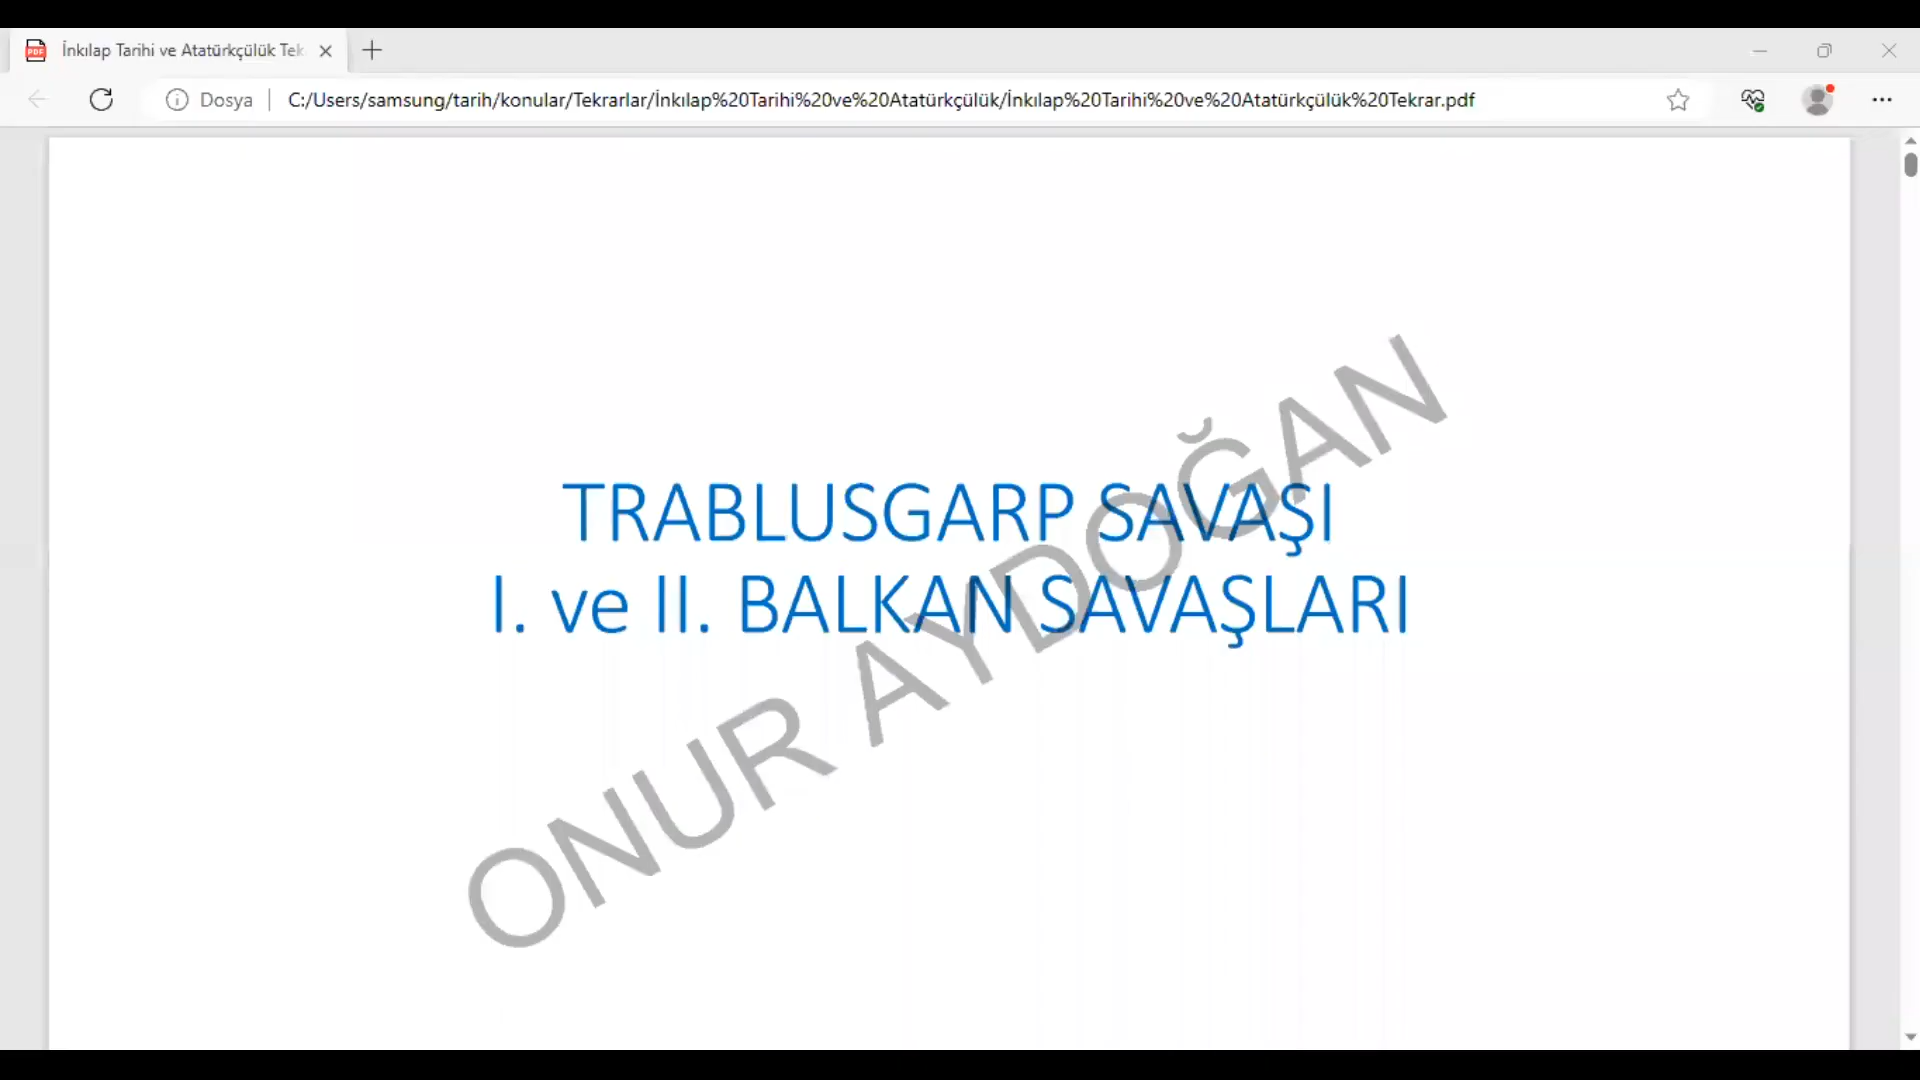 İnkılap Tarihi ve Atatürkçülük Tek
Dosya
C:/Users/samsung/tarih/konular/Tekrarlar/İnkılap%20Tarihi%20ve%20Atatürkçülük/İnkılap%20Tarihi%20ve%20Atatürkçülük%20Tekrar.pdf
TRABLUSGARP SAVAŞI
I. ve II. BALKAN SAVAŞLARI
ONUR AYDOĞAN